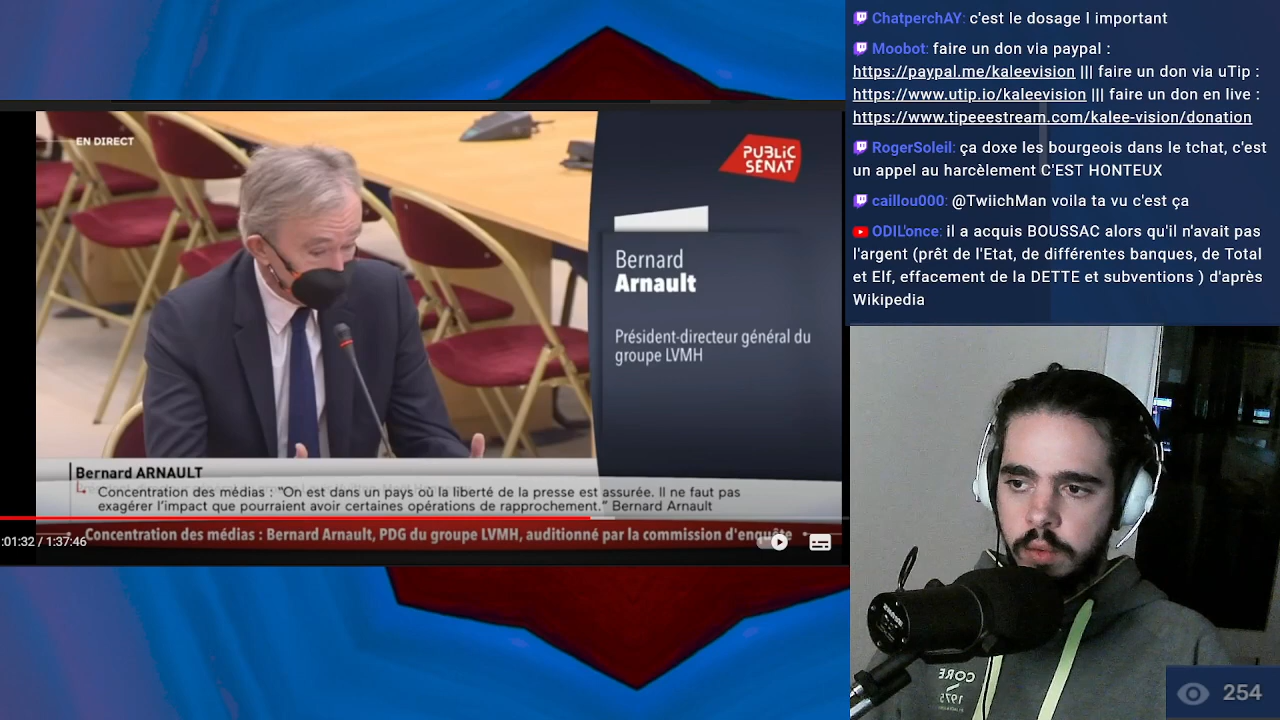 ChatperchAY: c'est le dosage l important
Moobot: faire un don via paypal :
https://paypal.me/kaleevision ||| faire un don via uTip :
https://www.utip.io/kaleevision ||| faire un don en live :
https://www.tipeeestream.com/kalee-vision/donation
RogerSoleil: ça doxe les bourgeois dans le tchat, c'est
un appel au harcèlement C'EST HONTEUX
caillou000: @TwiichMan voila ta vu c'est ça
ODIL'once: il a acquis BOUSSAC alors qu'il n'avait pas
l'argent (prêt de l'Etat, de différentes banques, de Total
et Elf, effacement de la DETTE et subventions ) d'après
Wikipedia
EN DIRECT
PUBLIC
SÉNAT
Bernard
Arnault
Président-directeur général du
groupe LVMH
Bernard ARNAULT
Concentration des médias : "On est dans un pays où la liberté de la presse est assurée. Il ne faut pas
exagérer l'impact que pourraient avoir certaines opérations de rapprochement." Bernard Arnault
Concentration des médias : Bernard Arnault, PDG du groupe LVMH, auditionné par la commission d'enquête
:01:32 / 1:37:46
CORE
1975
254